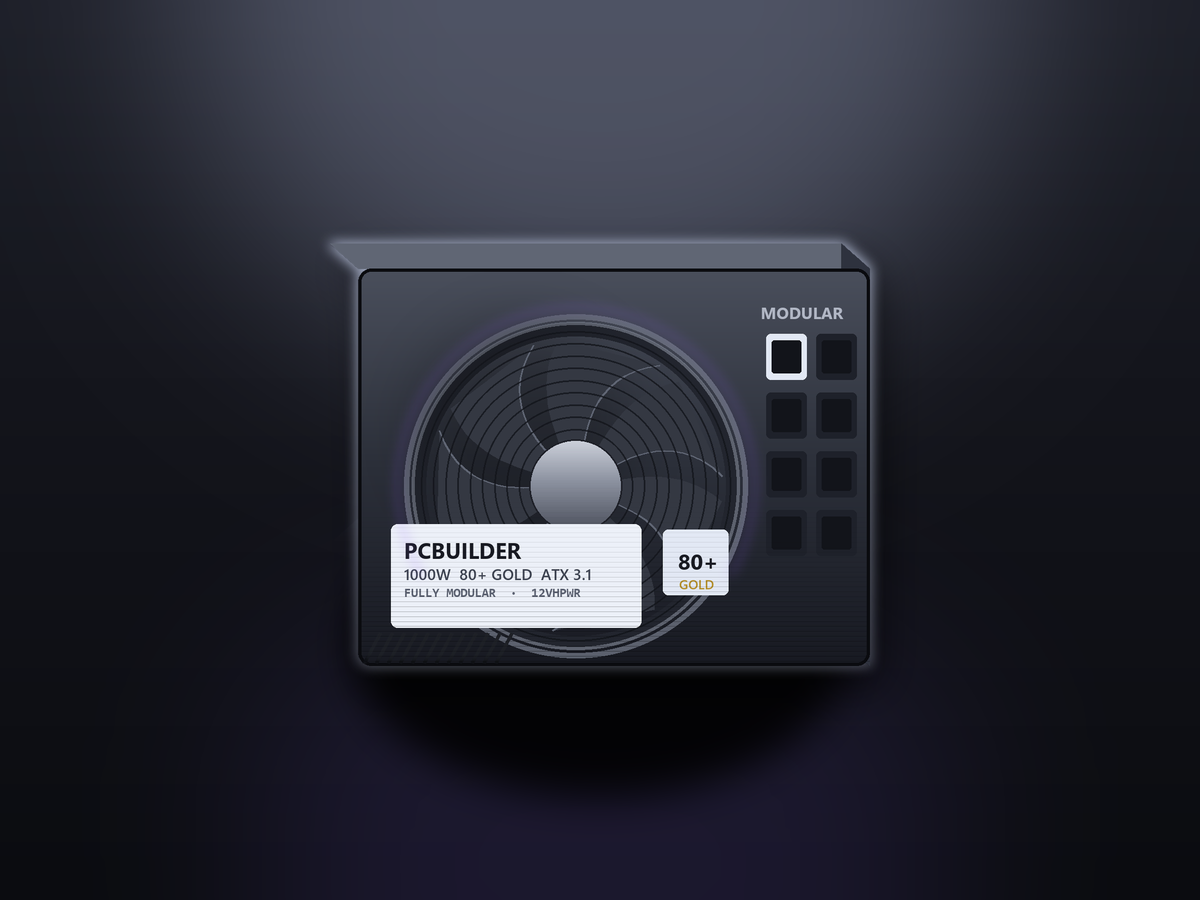 MODULAR
PCBUILDER
1000W 80+ GOLD ATX 3.1
FULLY MODULAR · 12VHPWR
80+
GOLD